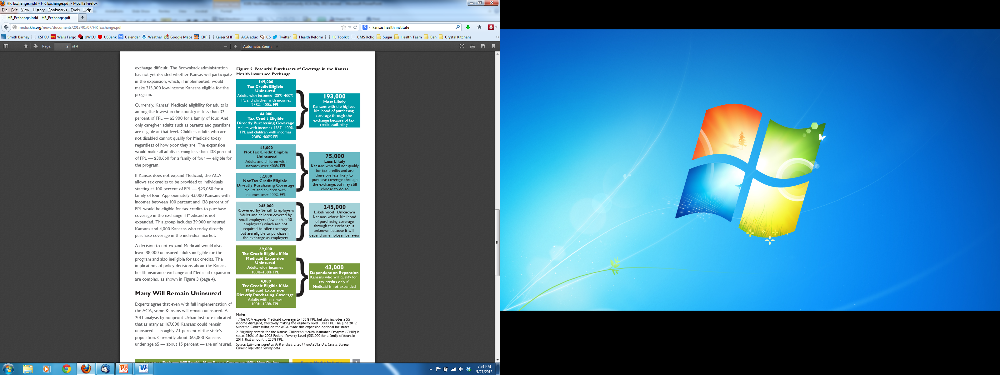 HR_Exchange.indd - HR_Exchange.pdf - Mozilla Firefox
File Edit View History Bookmarks Tools Help
HR_Exchange.indd - HR_Exchange.pdf
media.khi.org/news/documents/2013/01/07/HR_Exchange.pdf
kansas health institute
Smith Barney KSFCU Wells Fargo UWCU USBank Calendar Weather Google Maps CKF Kaiser SHF ACA educ CS Twitter Health Reform HE Toolkit CMS Xchg Sugar Health Team Ben Crystal Kitchens
Page: 3 of 4
Automatic Zoom
exchange difficult. The Brownback administration
has not yet decided whether Kansas will participate
in the expansion, which, if implemented, would
make 315,000 low-income Kansans eligible for the
program.
Currently, Kansas' Medicaid eligibility for adults is
among the lowest in the country at less than 32
percent of FPL — $5,900 for a family of four. And
only caregiver adults such as parents and guardians
are eligible at that level. Childless adults who are
not disabled cannot qualify for Medicaid today
regardless of how poor they are. The expansion
would make all adults earning less than 138 percent
of FPL — $30,660 for a family of four — eligible for
the program.
If Kansas does not expand Medicaid, the ACA
allows tax credits to be provided to individuals
starting at 100 percent of FPL — $23,050 for a
family of four. Approximately 43,000 Kansans with
incomes between 100 percent and 138 percent of
FPL would be eligible for tax credits to purchase
coverage in the exchange if Medicaid is not
expanded. This group includes 39,000 uninsured
Kansans and 4,000 Kansans who today directly
purchase coverage in the individual market.
A decision to not expand Medicaid would also
leave 88,000 uninsured adults ineligible for the
program and also ineligible for tax credits. The
implications of policy decisions about the Kansas
health insurance exchange and Medicaid expansion
are complex, as shown in Figure 3 (page 4).
Many Will Remain Uninsured
Experts agree that even with full implementation of
the ACA, some Kansans will remain uninsured. A
2011 analysis by nonprofit Urban Institute indicated
that as many as 167,000 Kansans could remain
uninsured — roughly 7.1 percent of the state's
population. Currently about 365,000 Kansans
under age 65 — about 15 percent — are uninsured.
Figure 2. Potential Purchasers of Coverage in the Kansas
Health Insurance Exchange
149,000
Tax Credit Eligible
Uninsured
Adults with incomes 138%–400%
FPL and children with incomes
238%–400% FPL
44,000
Tax Credit Eligible
Directly Purchasing Coverage
Adults with incomes 138%–400%
FPL and children with incomes
238%–400% FPL
193,000
Most Likely
Kansans with the highest
likelihood of purchasing
coverage through the
exchange because of tax
credit availability
43,000
Not Tax Credit Eligible
Uninsured
Adults and children with
incomes over 400% FPL
32,000
Not Tax Credit Eligible
Directly Purchasing Coverage
Adults and children with
incomes over 400% FPL
75,000
Less Likely
Kansans who will not qualify
for tax credits and are
therefore less likely to
purchase coverage through
the exchange, but may still
choose to do so
245,000
Covered by Small Employers
Adults and children covered by
small employers (fewer than 50
employees) which are not
required to offer coverage
but are eligible to purchase in
the exchange as employers
245,000
Likelihood Unknown
Kansans whose likelihood
of purchasing coverage
through the exchange is
unknown because it will
depend on employer behavior
39,000
Tax Credit Eligible if No
Medicaid Expansion
Uninsured
Adults with incomes
100%–138% FPL
4,000
Tax Credit Eligible if No
Medicaid Expansion
Directly Purchasing Coverage
Adults with incomes
100%–138% FPL
43,000
Dependent on Expansion
Kansans who will qualify for
tax credits only if
Medicaid is not expanded
Notes:
1. The ACA expands Medicaid coverage to 133% FPL, but also includes a 5%
income disregard, effectively making the eligibility level 138% FPL. The June 2012
Supreme Court ruling on the ACA made this expansion optional for states.
2. Eligibility criteria for the Kansas Children's Health Insurance Program (CHIP) is
set at 250% of the 2008 Federal Poverty Level ($53,000 for a family of four). In
2011, that amount is 238% FPL.
Source: Estimates based on KHI analysis of 2011 and 2012 U.S. Census Bureau
Current Population Survey data.
Insurance Exchange Will Provide Many Kansas Consumers With New Options
Kansas Health Institute
3
7:24 PM
5/27/2013